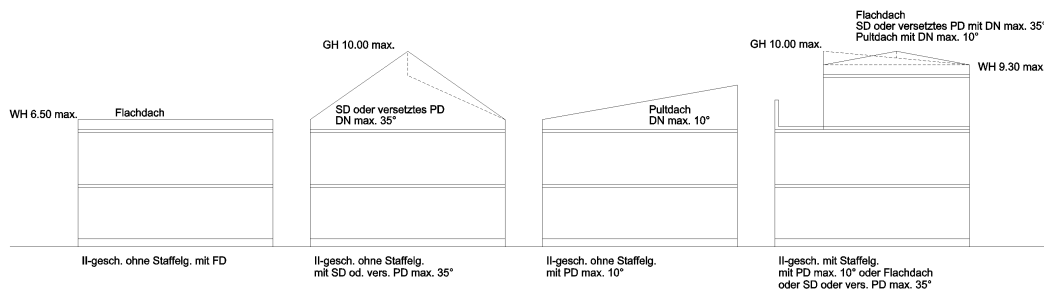 WH 6.50 max.
Flachdach
II-gesch. ohne Staffelg. mit FD
GH 10.00 max.
SD oder versetztes PD
DN max. 35°
II-gesch. ohne Staffelg.
mit SD od. vers. PD max. 35°
Pultdach
DN max. 10°
II-gesch. ohne Staffelg.
mit PD max. 10°
Flachdach
SD oder versetztes PD mit DN max. 35°
Pultdach mit DN max. 10°
GH 10.00 max.
WH 9.30 max
II-gesch. mit Staffelg.
mit PD max. 10° oder Flachdach
oder SD oder vers. PD max. 35°